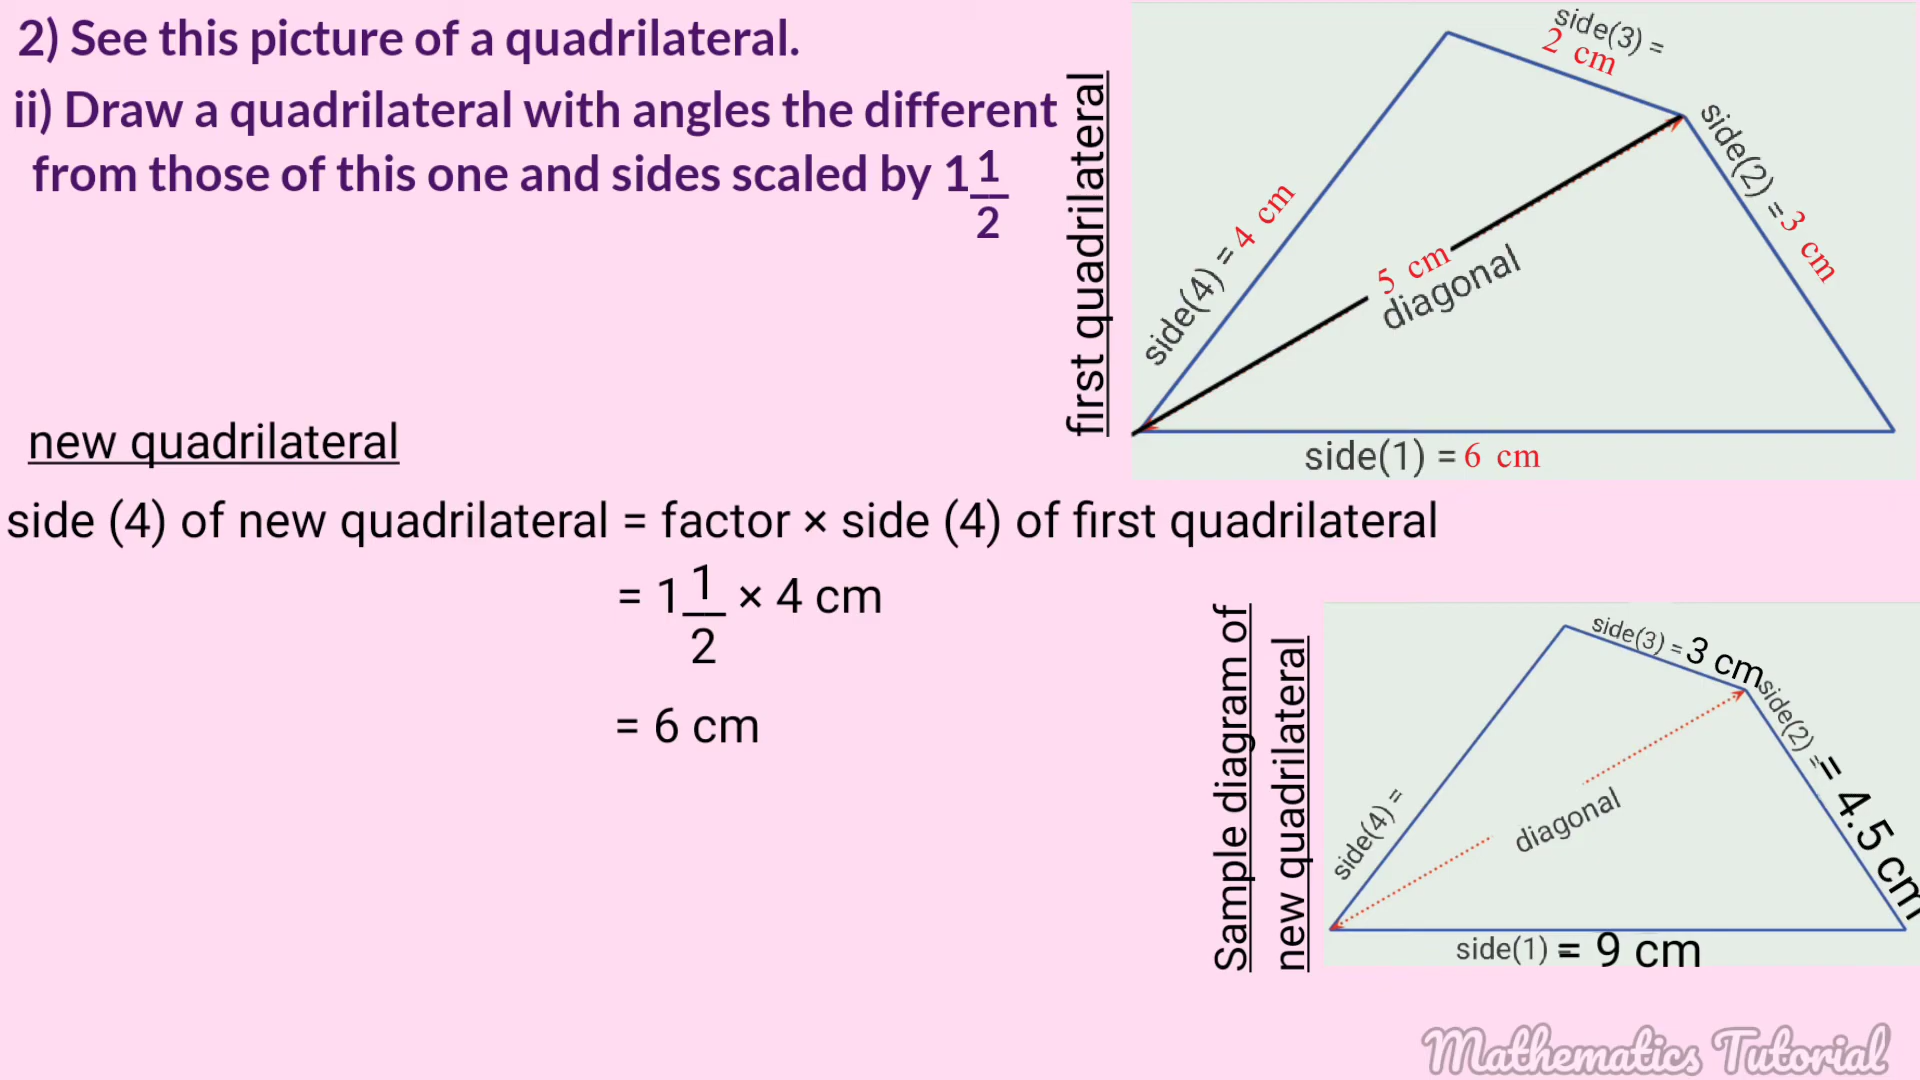 2) See this picture of a quadrilateral.
ii) Draw a quadrilateral with angles the different
from those of this one and sides scaled by 1 1/2
first quadrilateral
side(3) =
2 cm
side(2) = 3 cm
side(4) = 4 cm
5 cm
diagonal
side(1) = 6 cm
new quadrilateral
side (4) of new quadrilateral = factor × side (4) of first quadrilateral
= 1 1/2 × 4 cm
= 6 cm
Sample diagram of
new quadrilateral
side(3) = 3 cm
side(2) = = 4.5 cm
side(4) =
diagonal
side(1) = 9 cm
Mathematics Tutorial